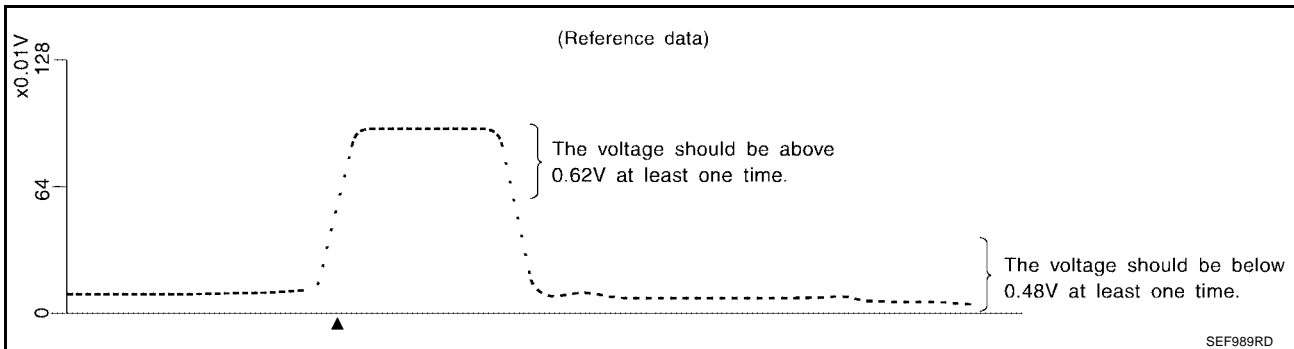 (Reference data)
x0.01V
128
64
0
The voltage should be above
0.62V at least one time.
The voltage should be below
0.48V at least one time.
SEF989RD